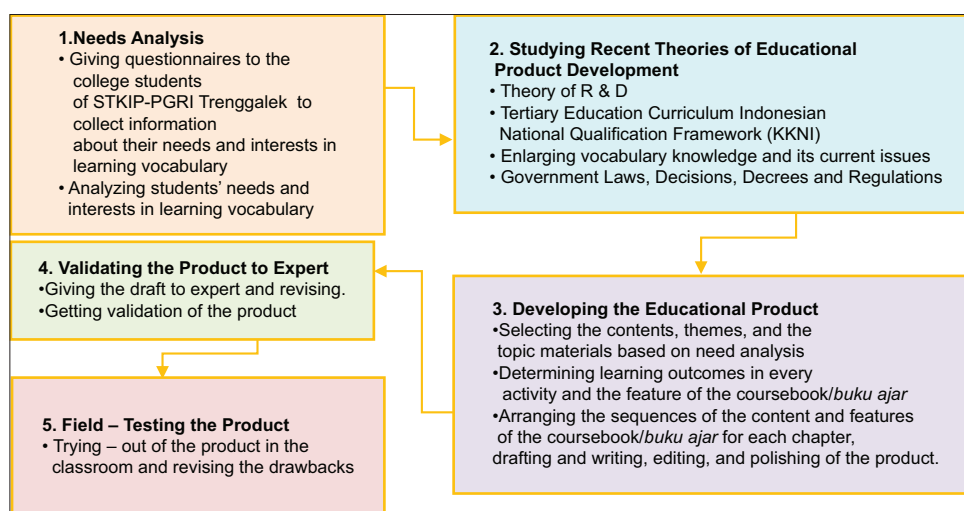 1.Needs Analysis
• Giving questionnaires to the
college students
of STKIP-PGRI Trenggalek to
collect information
about their needs and interests in
learning vocabulary
• Analyzing students’ needs and
interests in learning vocabulary
2. Studying Recent Theories of Educational
Product Development
• Theory of R & D
• Tertiary Education Curriculum Indonesian
National Qualification Framework (KKNI)
• Enlarging vocabulary knowledge and its current issues
• Government Laws, Decisions, Decrees and Regulations
3. Developing the Educational Product
•Selecting the contents, themes, and the
topic materials based on need analysis
•Determining learning outcomes in every
activity and the feature of the coursebook/buku ajar
•Arranging the sequences of the content and features
of the coursebook/buku ajar for each chapter,
drafting and writing, editing, and polishing of the product.
4. Validating the Product to Expert
•Giving the draft to expert and revising.
•Getting validation of the product
5. Field – Testing the Product
• Trying – out of the product in the
classroom and revising the drawbacks